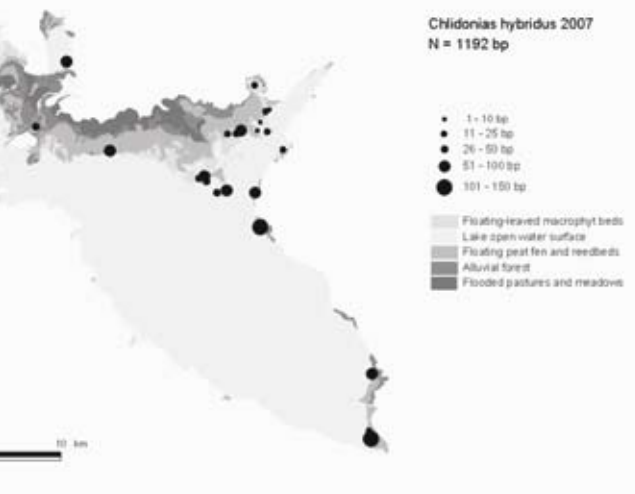 Chlidonias hybridus 2007
N = 1192 bp
1 - 10 bp
11 - 25 bp
26 - 50 bp
51 - 100 bp
101 - 150 bp
Floating-leaved macrophyt beds
Lake open water surface
Floating peat fen and reedbeds
Alluvial forest
Flooded pastures and meadows
10 km